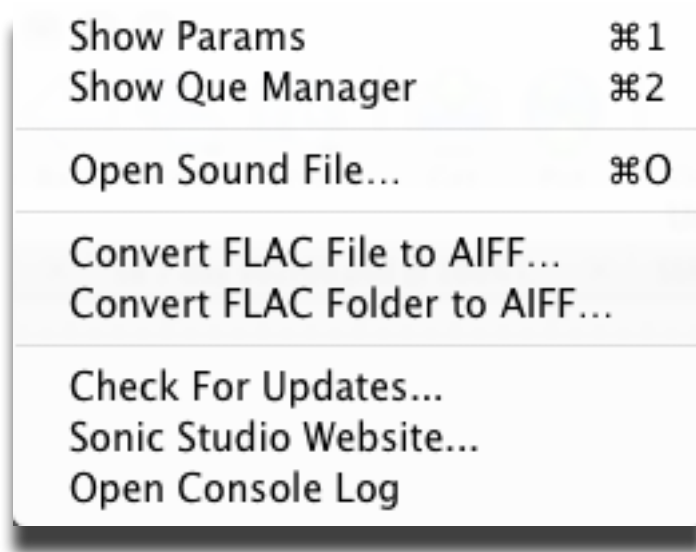 Show Params ⌘1
Show Que Manager ⌘2
Open Sound File... ⌘O
Convert FLAC File to AIFF...
Convert FLAC Folder to AIFF...
Check For Updates...
Sonic Studio Website...
Open Console Log